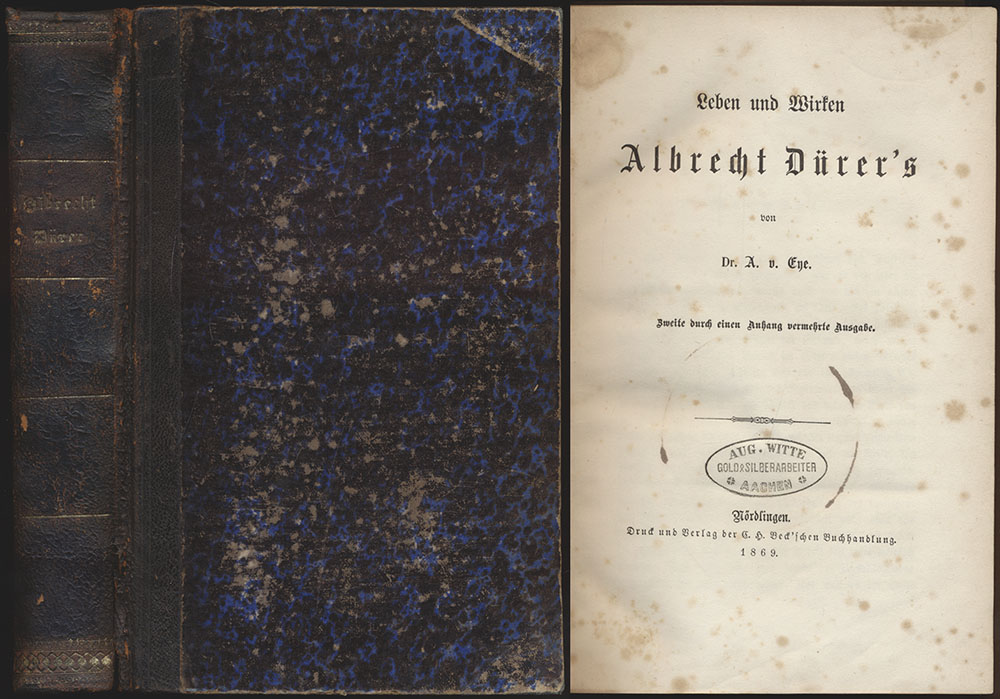 Albrecht
Dürer
Leben und Wirken
Albrecht Dürer's
von
Dr. A. v. Eye.
Zweite durch einen Anhang vermehrte Ausgabe.
AUG. WITTE
GOLD & SILBERARBEITER
AACHEN
Nördlingen.
Druck und Verlag der C. H. Beck'schen Buchhandlung.
1869.